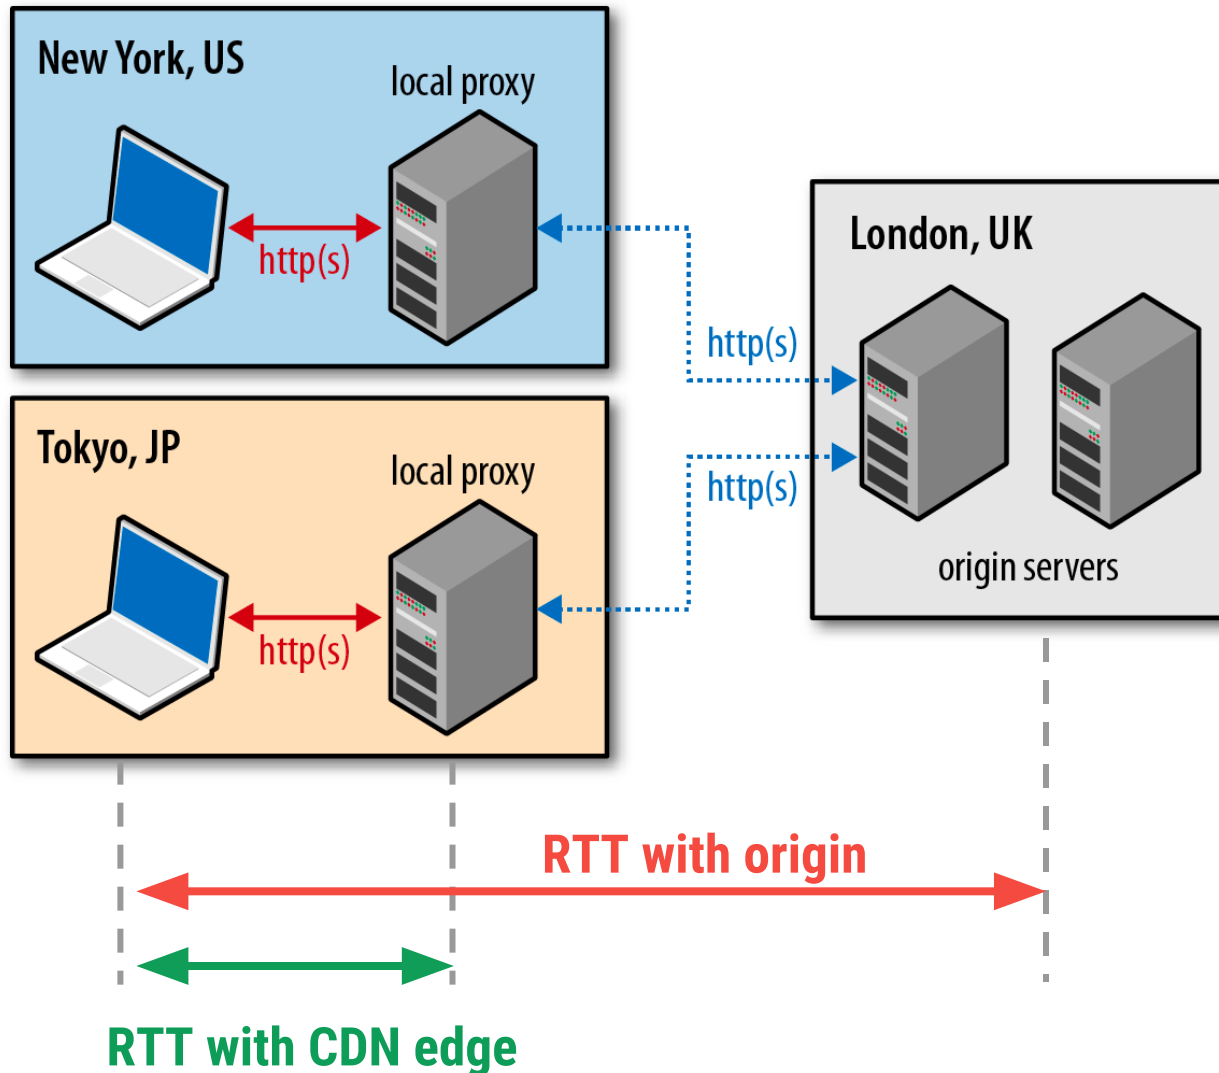 New York, US
local proxy
http(s)
London, UK
http(s)
Tokyo, JP
local proxy
http(s)
http(s)
origin servers
RTT with origin
RTT with CDN edge